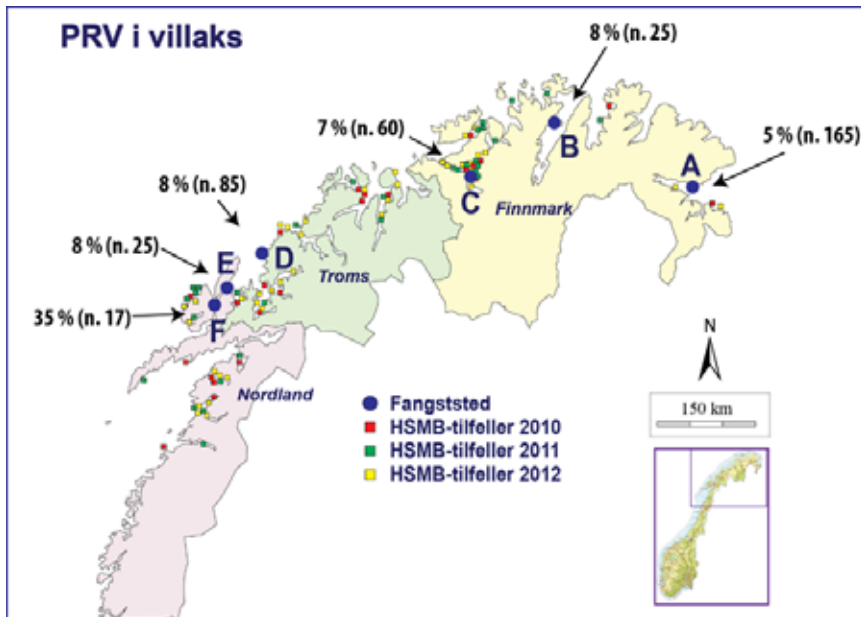 PRV i villaks
8 % (n. 25)
7 % (n. 60)
B
5 % (n. 165)
A
8 % (n. 85)
C
Finnmark
8 % (n. 25)
D
E
Troms
35 % (n. 17)
F
N
Nordland
Fangststed
150 km
HSMB-tilfeller 2010
HSMB-tilfeller 2011
HSMB-tilfeller 2012